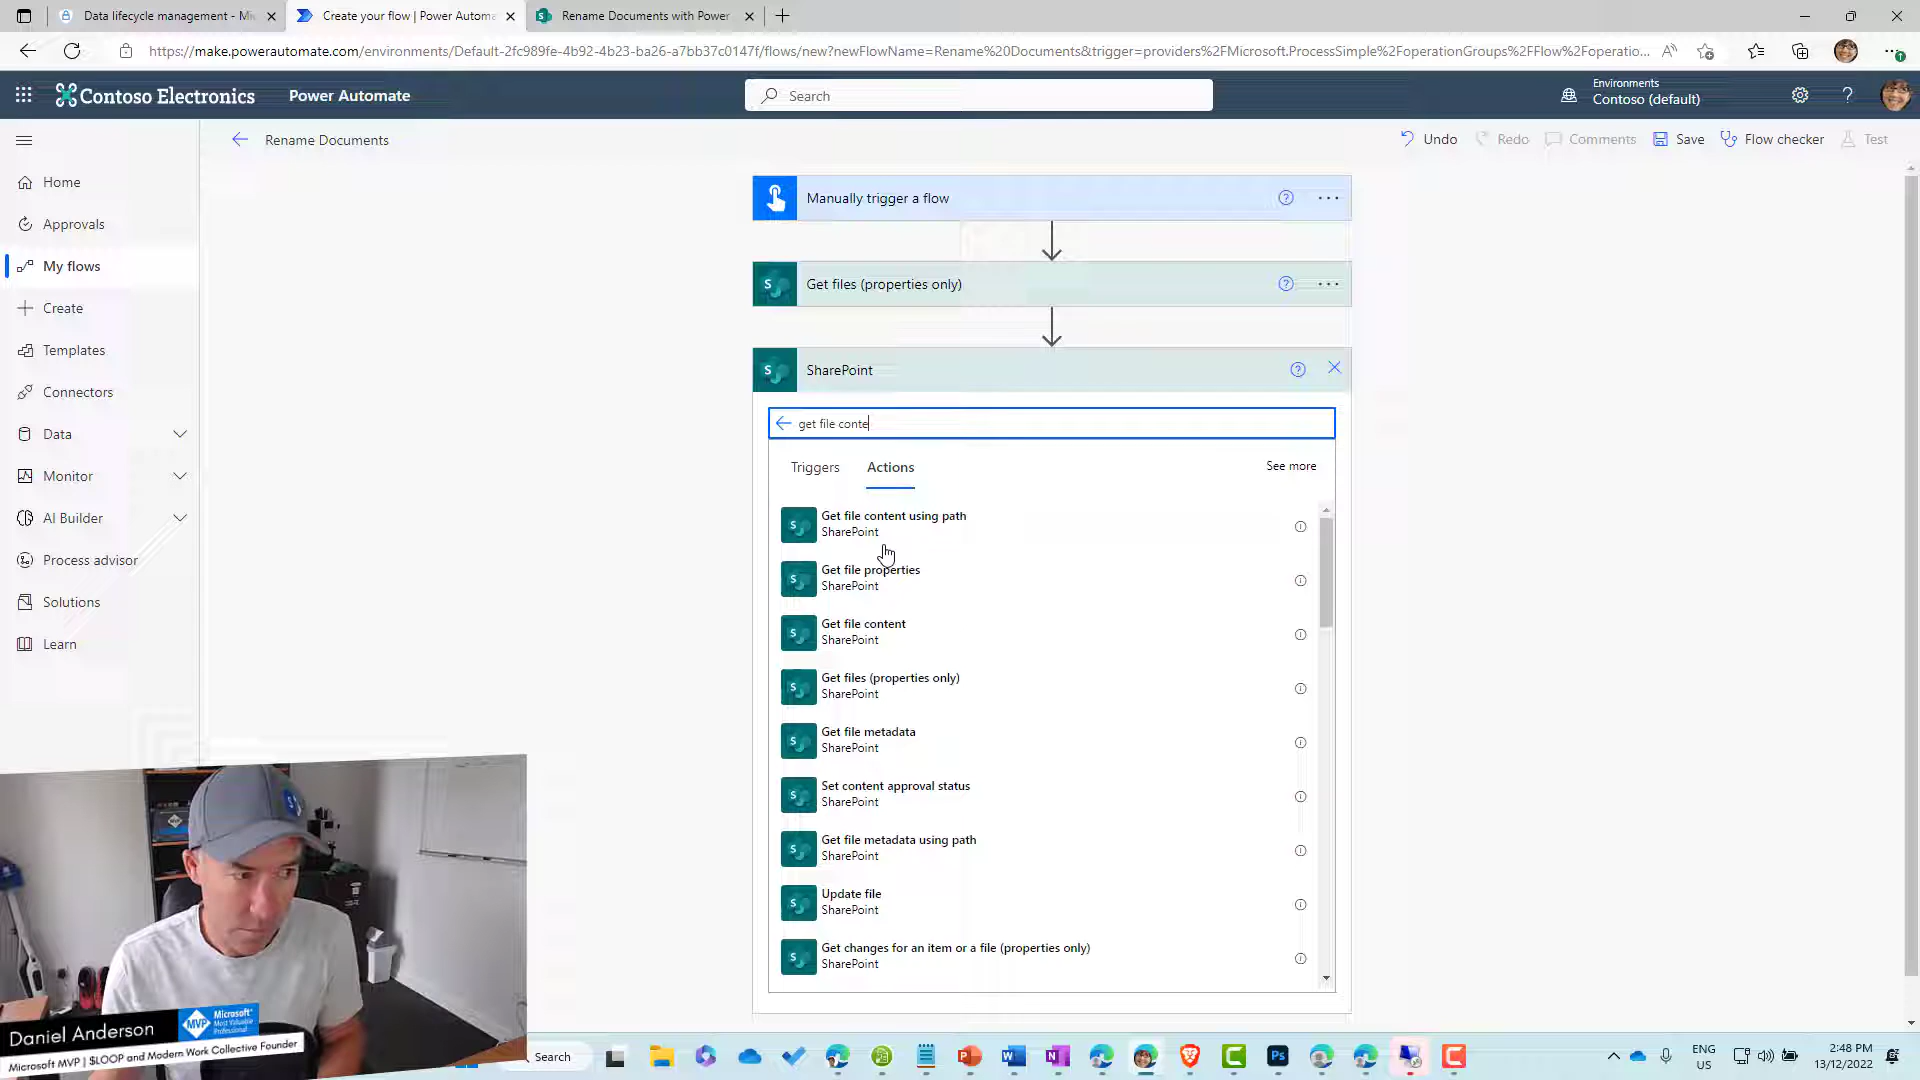 Data lifecycle management - Mi
Create your flow | Power Automa
Rename Documents with Power
https://make.powerautomate.com/environments/Default-2fc989fe-4b92-4b23-ba26-a7bb37c0147f/flows/new?newFlowName=Rename%20Documents&trigger=providers%2FMicrosoft.ProcessSimple%2FoperationGroups%2FFlow%2Foperatio...
Contoso Electronics
Power Automate
Search
Environments
Contoso (default)
Rename Documents
Undo
Redo
Comments
Save
Flow checker
Test
Home
Approvals
My flows
Create
Templates
Connectors
Data
Monitor
AI Builder
Process advisor
Solutions
Learn
Manually trigger a flow
Get files (properties only)
SharePoint
get file conte
Triggers
Actions
See more
Get file content using path
SharePoint
Get file properties
SharePoint
Get file content
SharePoint
Get files (properties only)
SharePoint
Get file metadata
SharePoint
Set content approval status
SharePoint
Get file metadata using path
SharePoint
Update file
SharePoint
Get changes for an item or a file (properties only)
SharePoint
Daniel Anderson
MVP
Microsoft®
Most Valuable
Professional
Microsoft MVP | $LOOP and Modern Work Collective Founder
Search
ENG
US
2:48 PM
13/12/2022